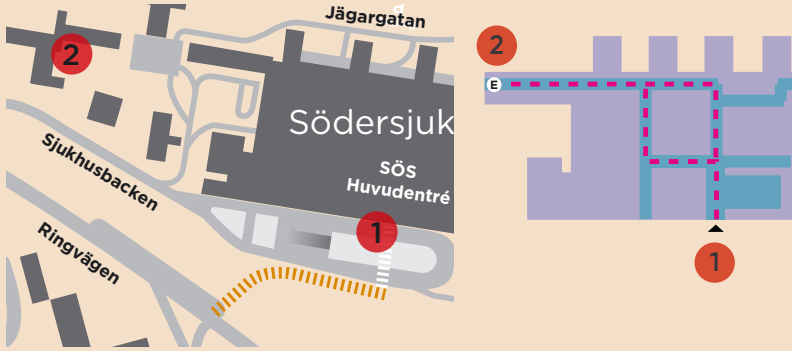 d
Jägargatan
2
Södersjuk
SÖS
Huvudentré
Sjukhusbacken
1
Ringvägen
2
E
1